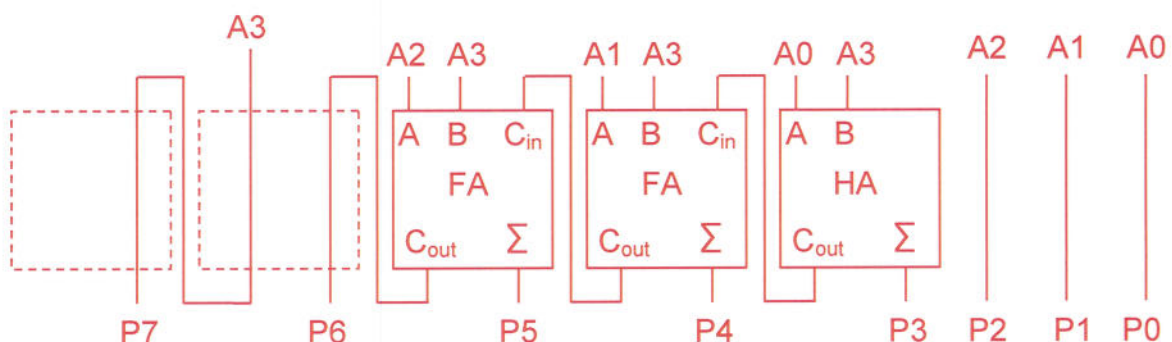 A3
A2 A3 A1 A3 A0 A3 A2 A1 A0
A B Cin A B Cin A B
FA FA HA
Cout Σ Cout Σ Cout Σ
P7 P6 P5 P4 P3 P2 P1 P0